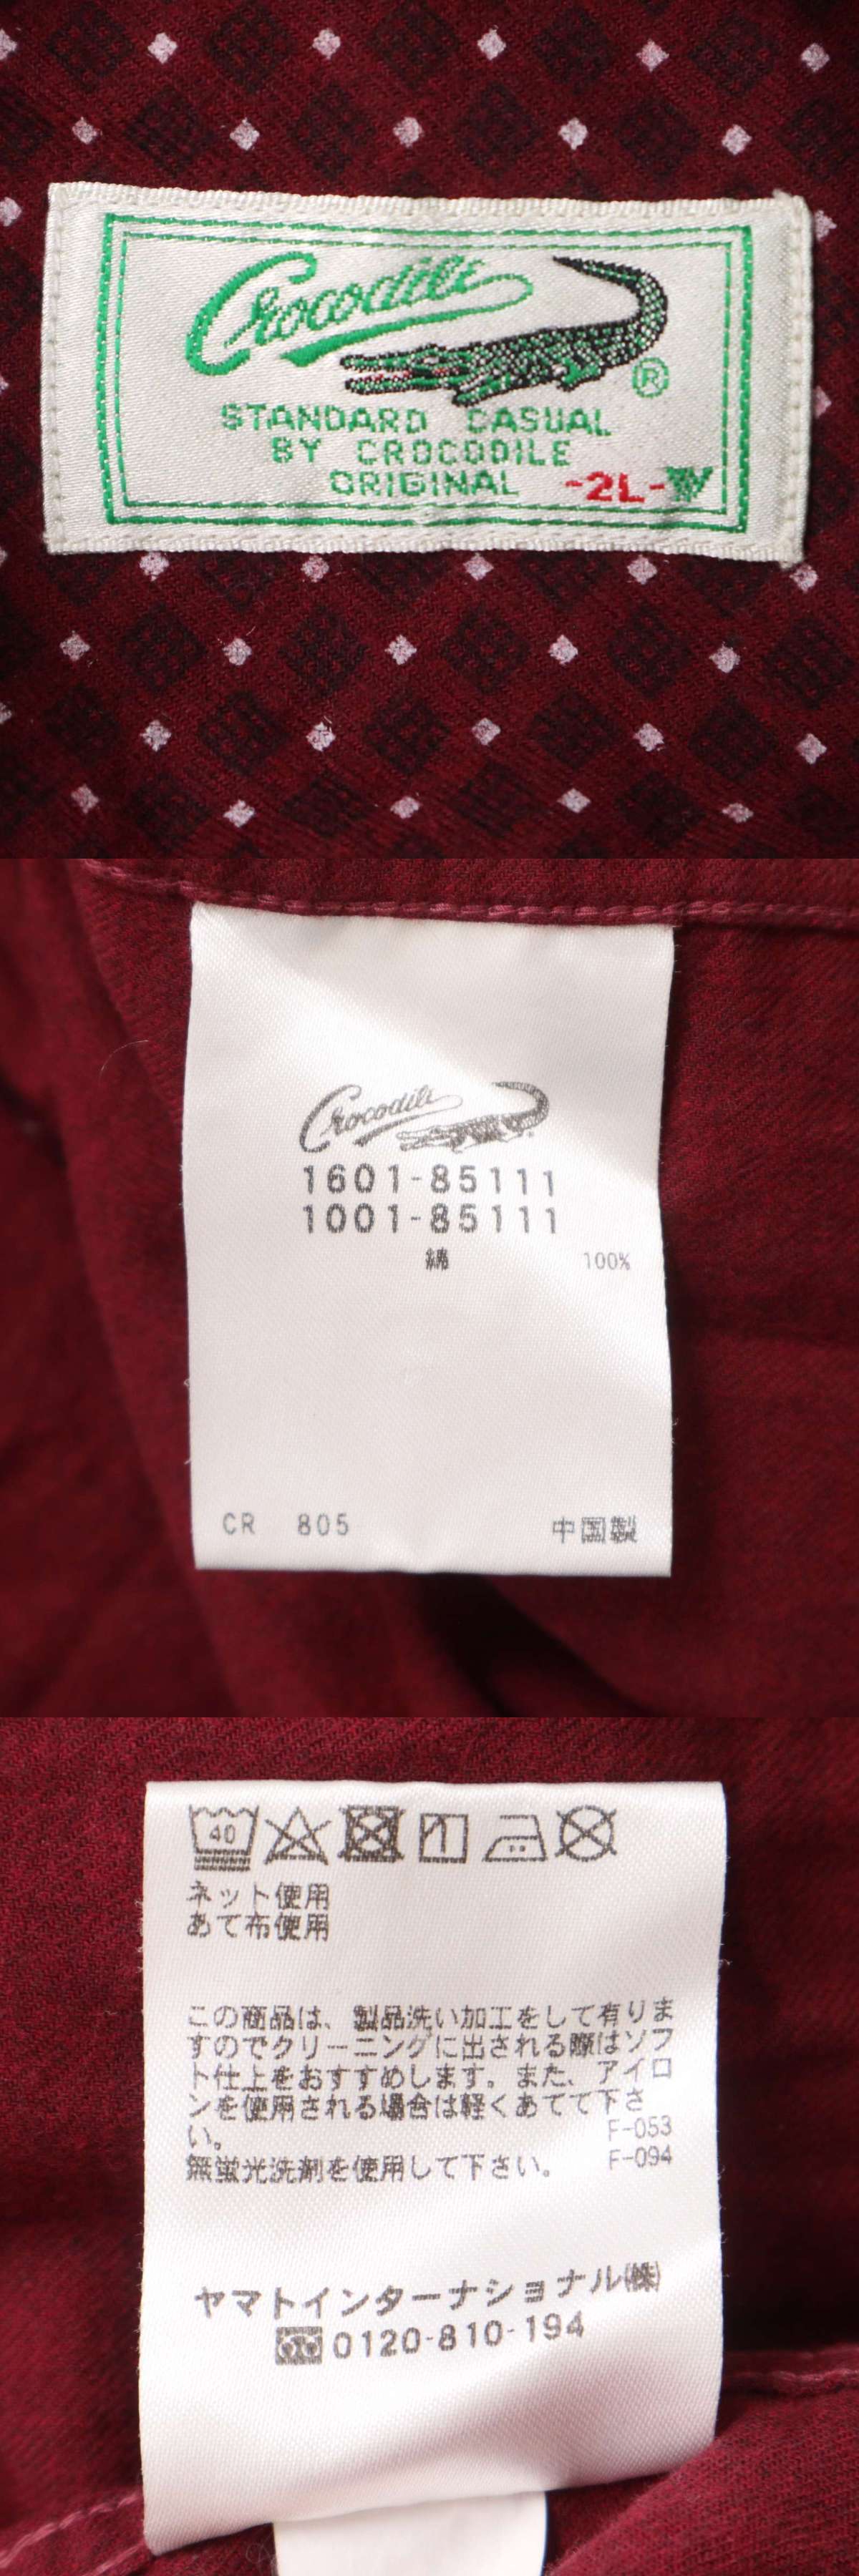 Crocodile
®
STANDARD CASUAL
BY CROCODILE
ORIGINAL -2L-
Crocodile
1601-85111
1001-85111
綿 100%
CR 805 中国製
40
ネット使用
あて布使用
この商品は、製品洗い加工をして有りま
すのでクリーニングに出される際はソフ
ト仕上をおすすめします。また、アイロ
ンを使用される場合は軽くあてて下さ
い。 F-053
無蛍光洗剤を使用して下さい。 F-094
ヤマトインターナショナル㈱
0120-810-194